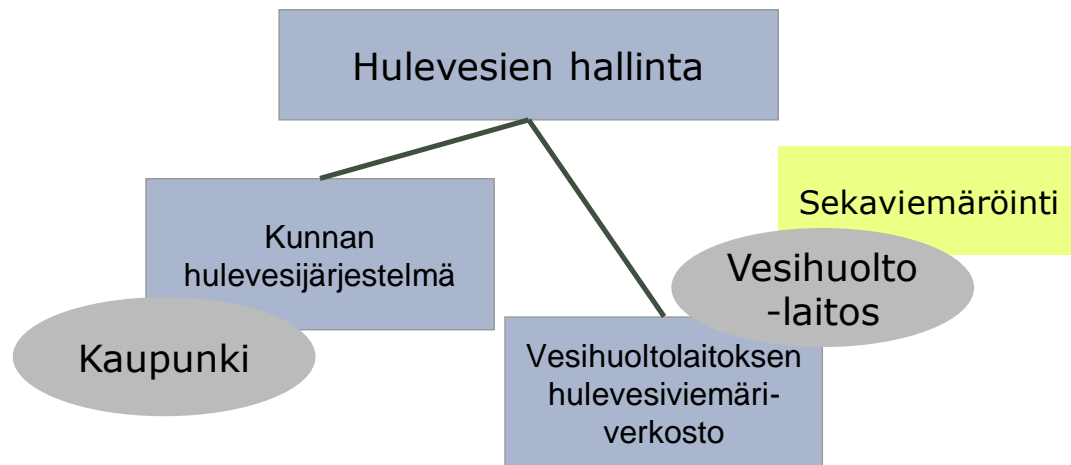 Hulevesien hallinta
Kunnan
hulevesijärjestelmä
Kaupunki
Sekaviemäröinti
Vesihuolto
-laitos
Vesihuoltolaitoksen
hulevesiviemäri-
verkosto